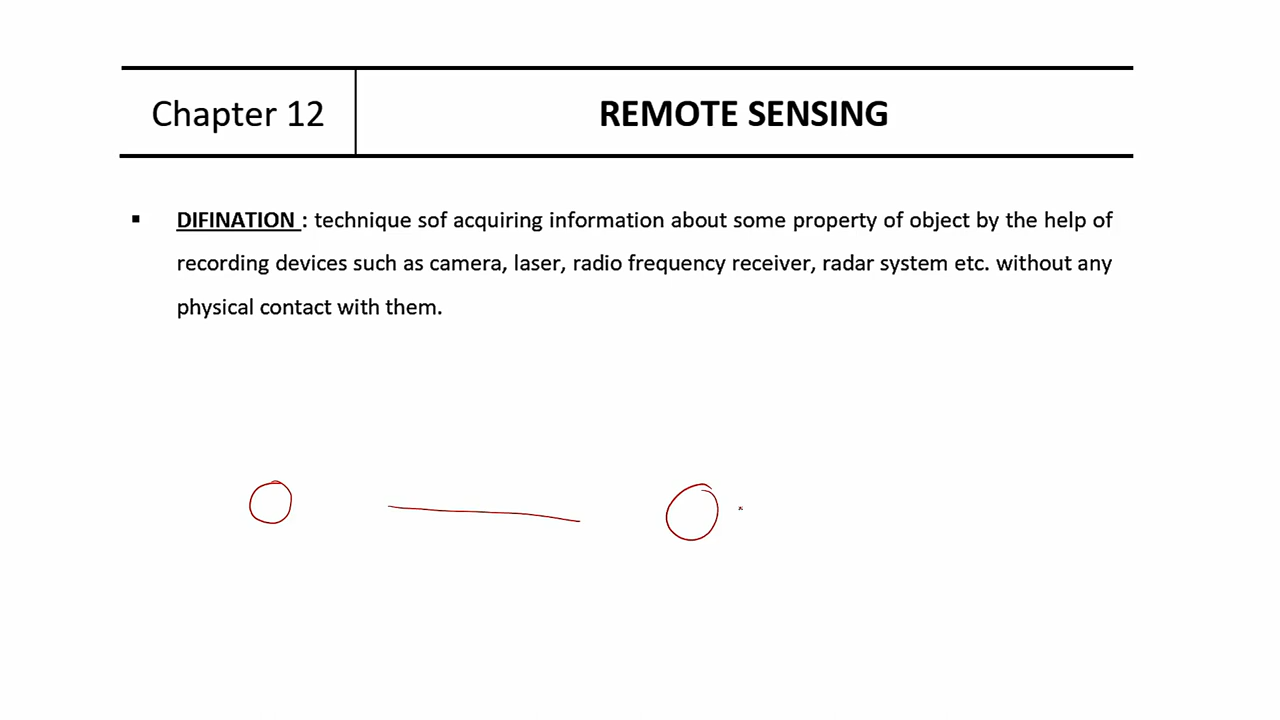 Chapter 12
REMOTE SENSING
▪ DIFINATION : technique sof acquiring information about some property of object by the help of
recording devices such as camera, laser, radio frequency receiver, radar system etc. without any
physical contact with them.